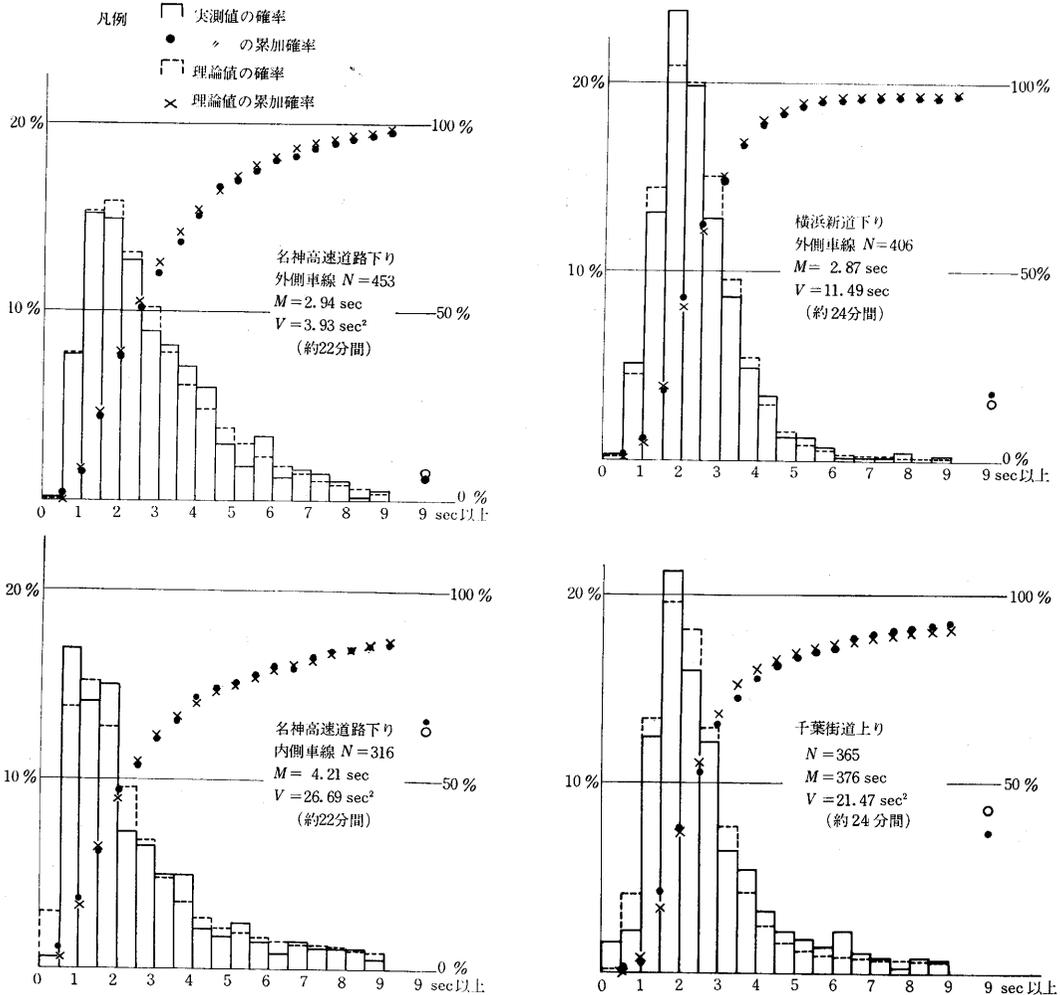 凡例
実測値の確率
〃 の累加確率
理論値の確率
理論値の累加確率
20 %
100 %
10 %
50 %
0 %
名神高速道路下り
外側車線 N=453
M=2.94 sec
V=3.93 sec²
（約22分間）
0 1 2 3 4 5 6 7 8 9 9 sec以上
20 %
100%
10 %
50%
0 %
横浜新道下り
外側車線 N=406
M= 2.87 sec
V=11.49 sec
（約24分間）
0 1 2 3 4 5 6 7 8 9 9 sec以上
20 %
100 %
10%
50 %
0 %
名神高速道路下り
内側車線 N=316
M= 4.21 sec
V=26.69 sec²
（約22分間）
0 1 2 3 4 5 6 7 8 9 9 sec以上
20 %
100 %
10 %
50 %
千葉街道上り
N=365
M=376 sec
V=21.47 sec²
（約24分間）
0 1 2 3 4 5 6 7 8 9 9 sec以上